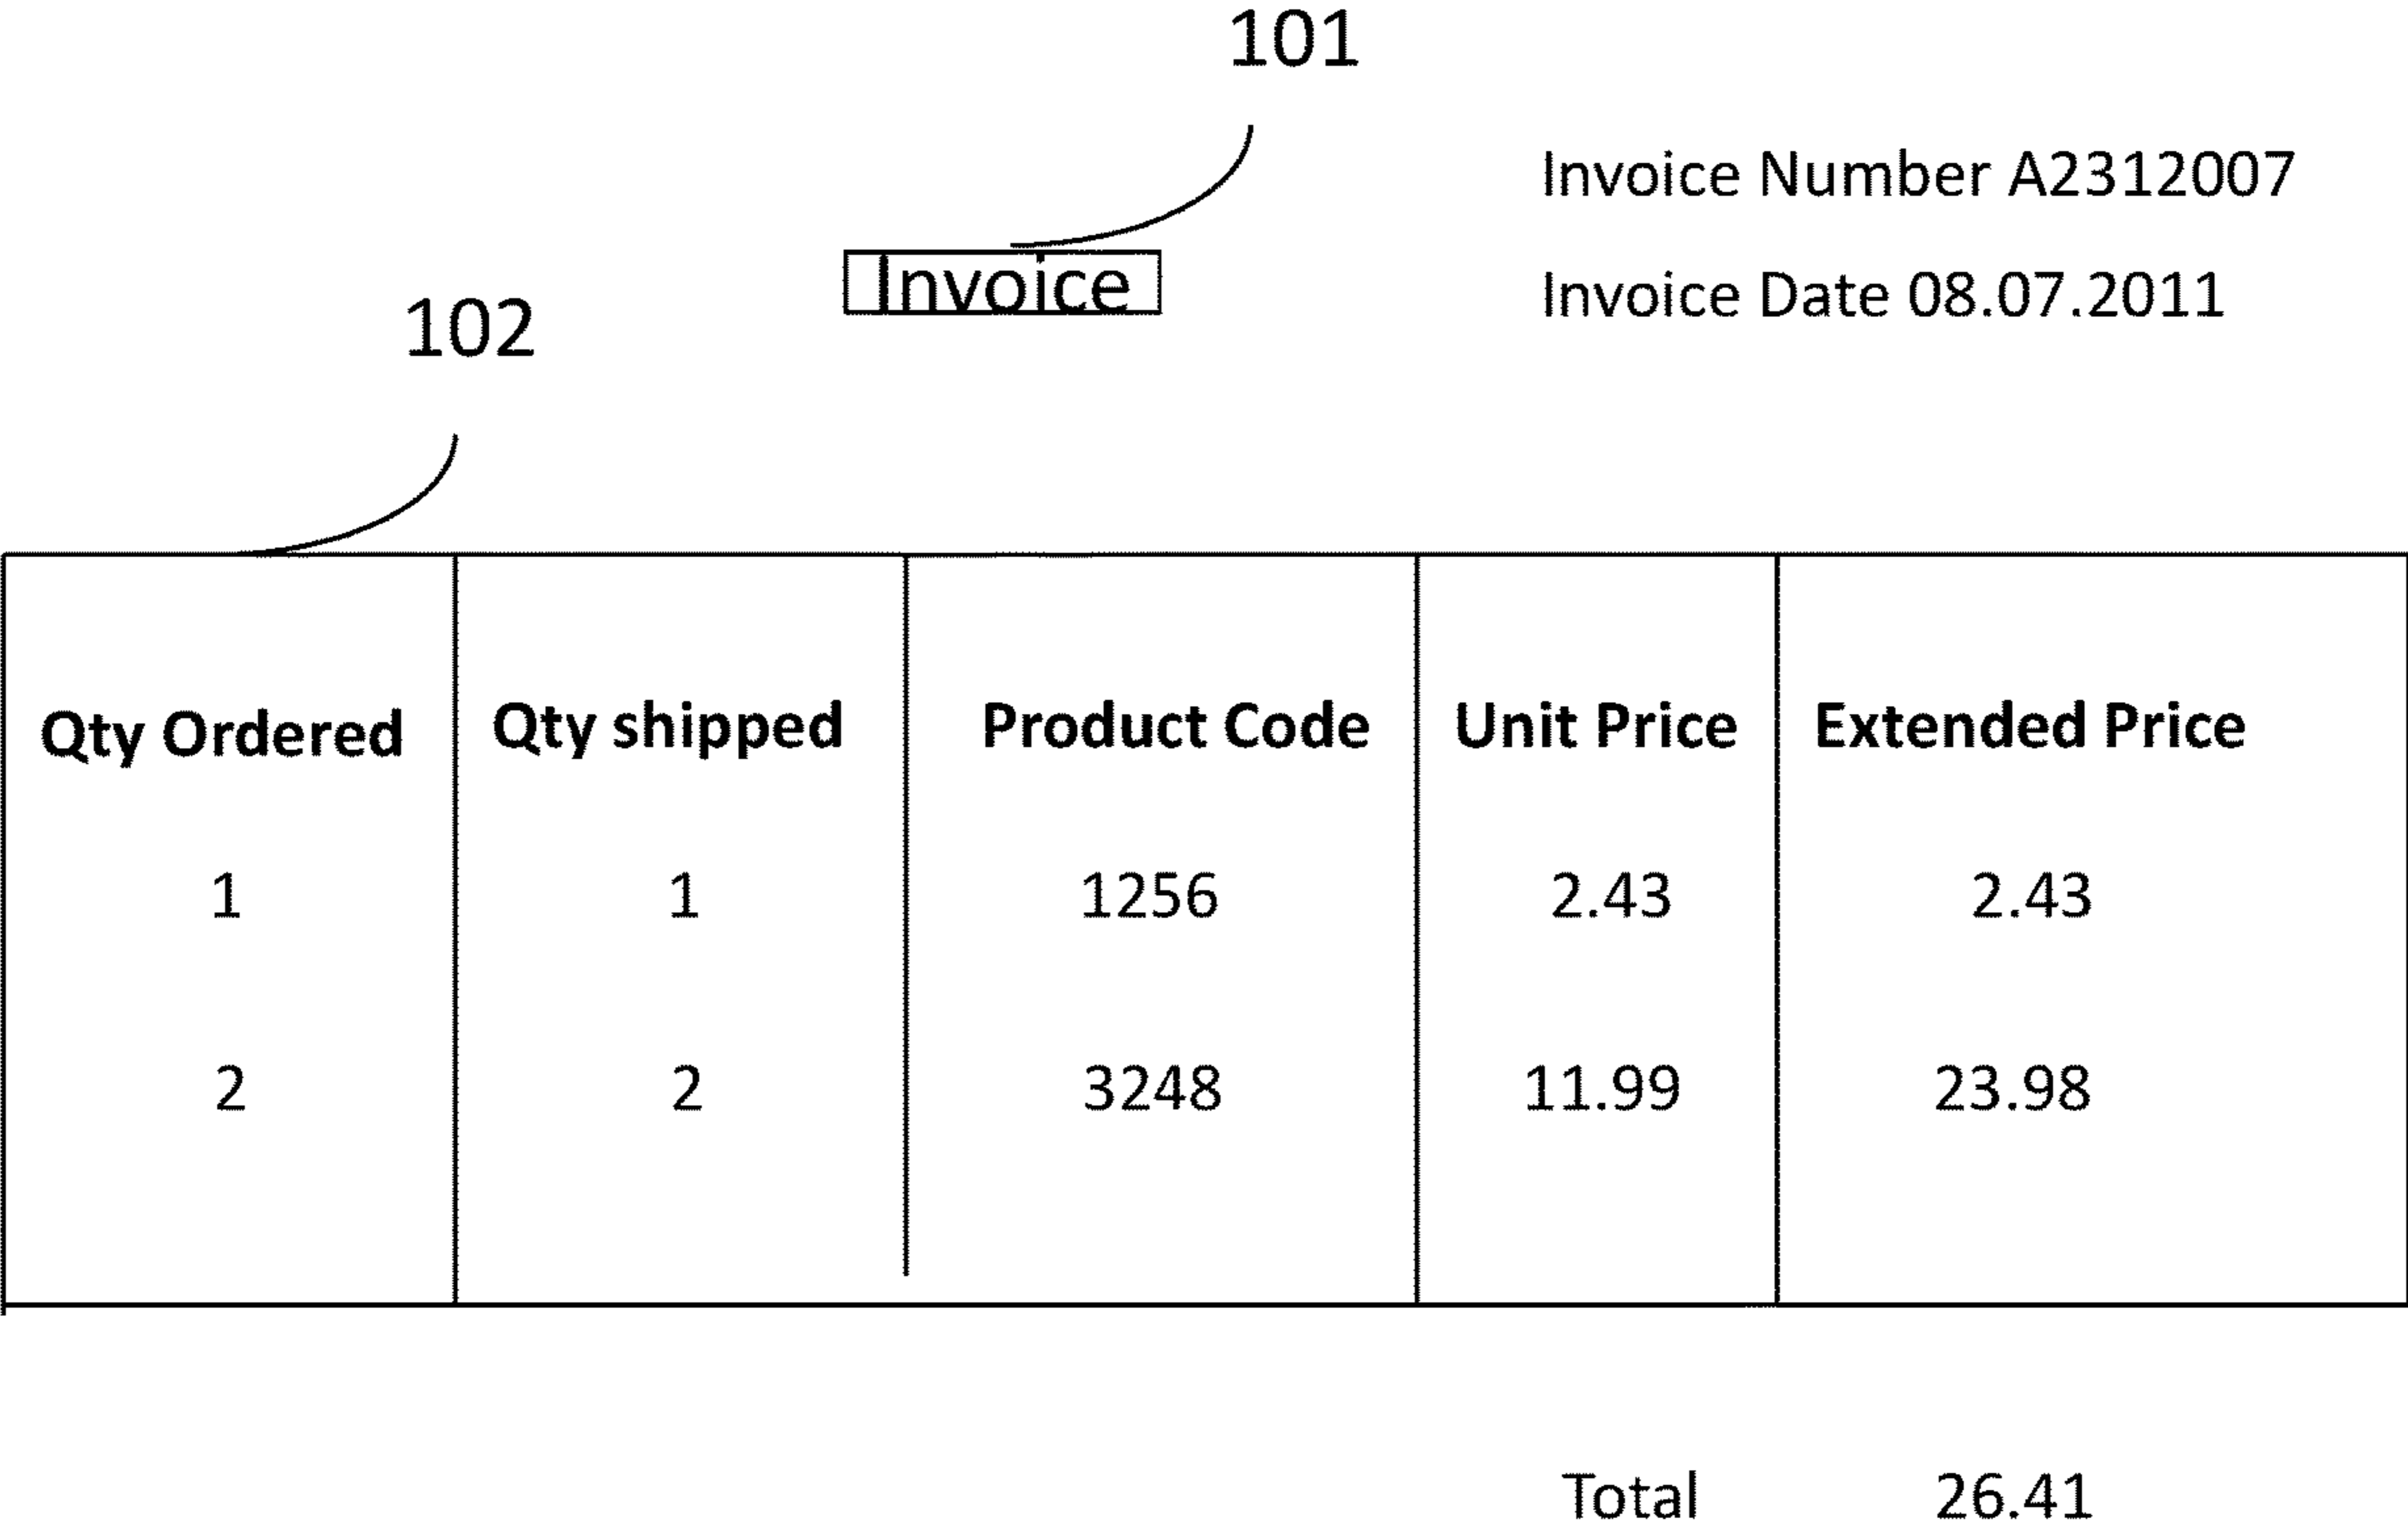 101
Invoice Number A2312007
Invoice
Invoice Date 08.07.2011
102
Qty Ordered Qty shipped Product Code Unit Price Extended Price
1 1 1256 2.43 2.43
2 2 3248 11.99 23.98
Total 26.41